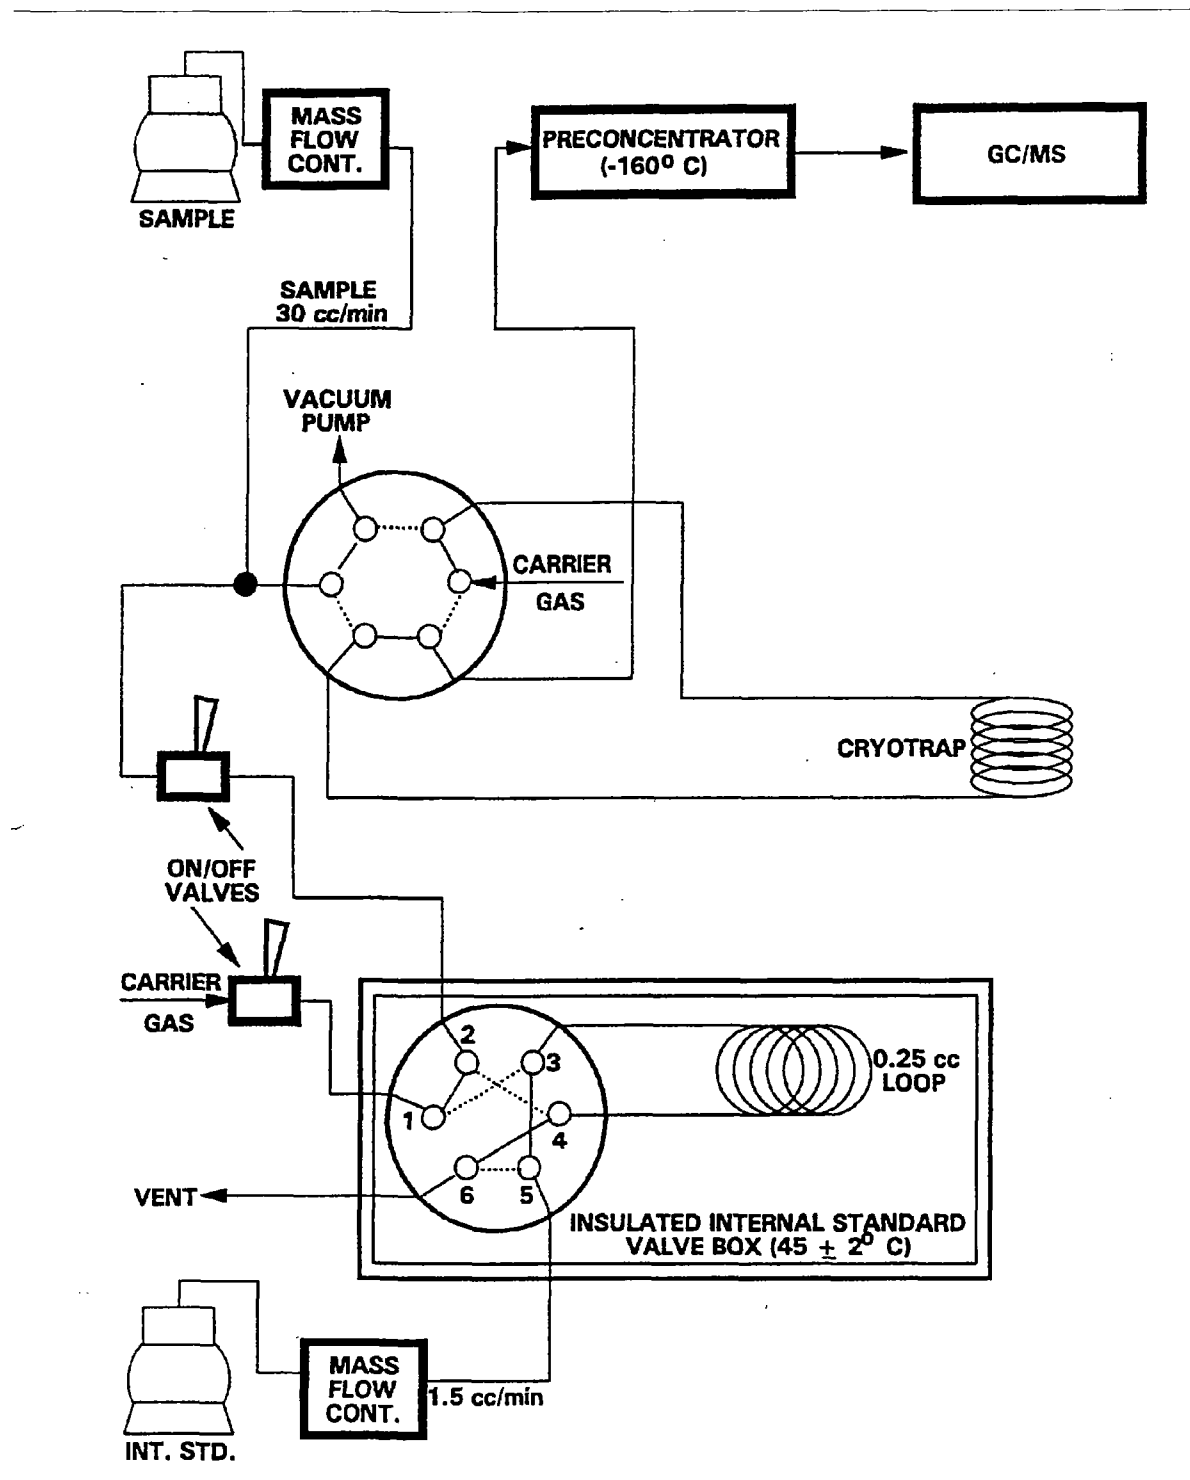 MASS
FLOW
CONT.
SAMPLE
PRECONCENTRATOR
(-160º C)
GC/MS
SAMPLE
30 cc/min
VACUUM
PUMP
CARRIER
GAS
CRYOTRAP
ON/OFF
VALVES
CARRIER
GAS
2
3
1
4
6
5
0.25 cc
LOOP
VENT
INSULATED INTERNAL STANDARD
VALVE BOX (45 ± 2º C)
MASS
FLOW
CONT.
1.5 cc/min
INT. STD.